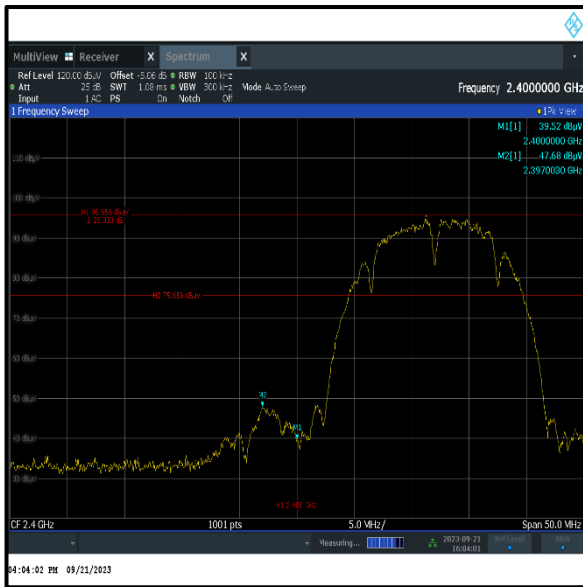 MultiView Receiver X Spectrum X
Ref Level 120.00 dBµV Offset -5.06 dB RBW 100 kHz
Att 25 dB SWT 1.08 ms VBW 300 kHz Mode Auto Sweep Frequency 2.4000000 GHz
Input 1 AC PS On Notch Off
1 Frequency Sweep 1Pk View
M1[1] 39.52 dBµV
2.4000000 GHz
M2[1] 47.68 dBµV
2.3970030 GHz
110 dBµV
100 dBµV
90 dBµV
80 dBµV
H2 75.655 dBµV
70 dBµV
60 dBµV
50 dBµV
M2
M1
40 dBµV
30 dBµV
CF 2.4 GHz 1001 pts 5.0 MHz/ Span 50.0 MHz
Measuring... 2023-09-21 Ref Level RBW
16:04:01
04:04:02 PM 09/21/2023